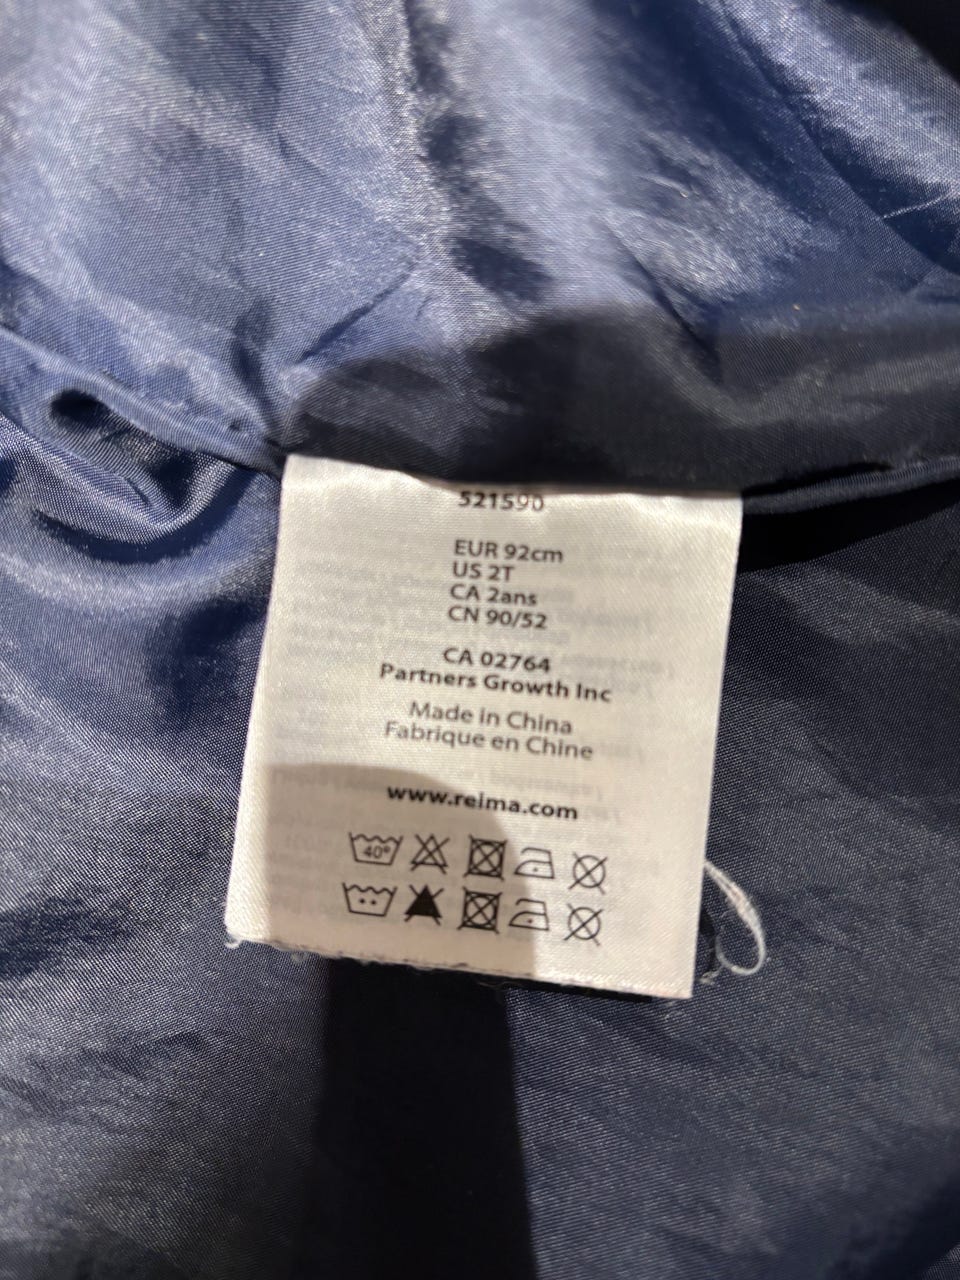 521590
EUR 92cm
US 2T
CA 2ans
CN 90/52
CA 02764
Partners Growth Inc
Made in China
Fabrique en Chine
www.reima.com
40°